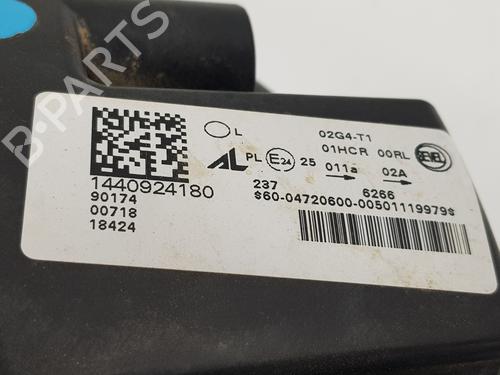 L
02G4-T1
01HCR 00RL
SEVEL
AL PL E24 25 011a 02A
237 6266
$60-04720600-00501119979$
1440924180
90174
00718
18424
B-PARTS